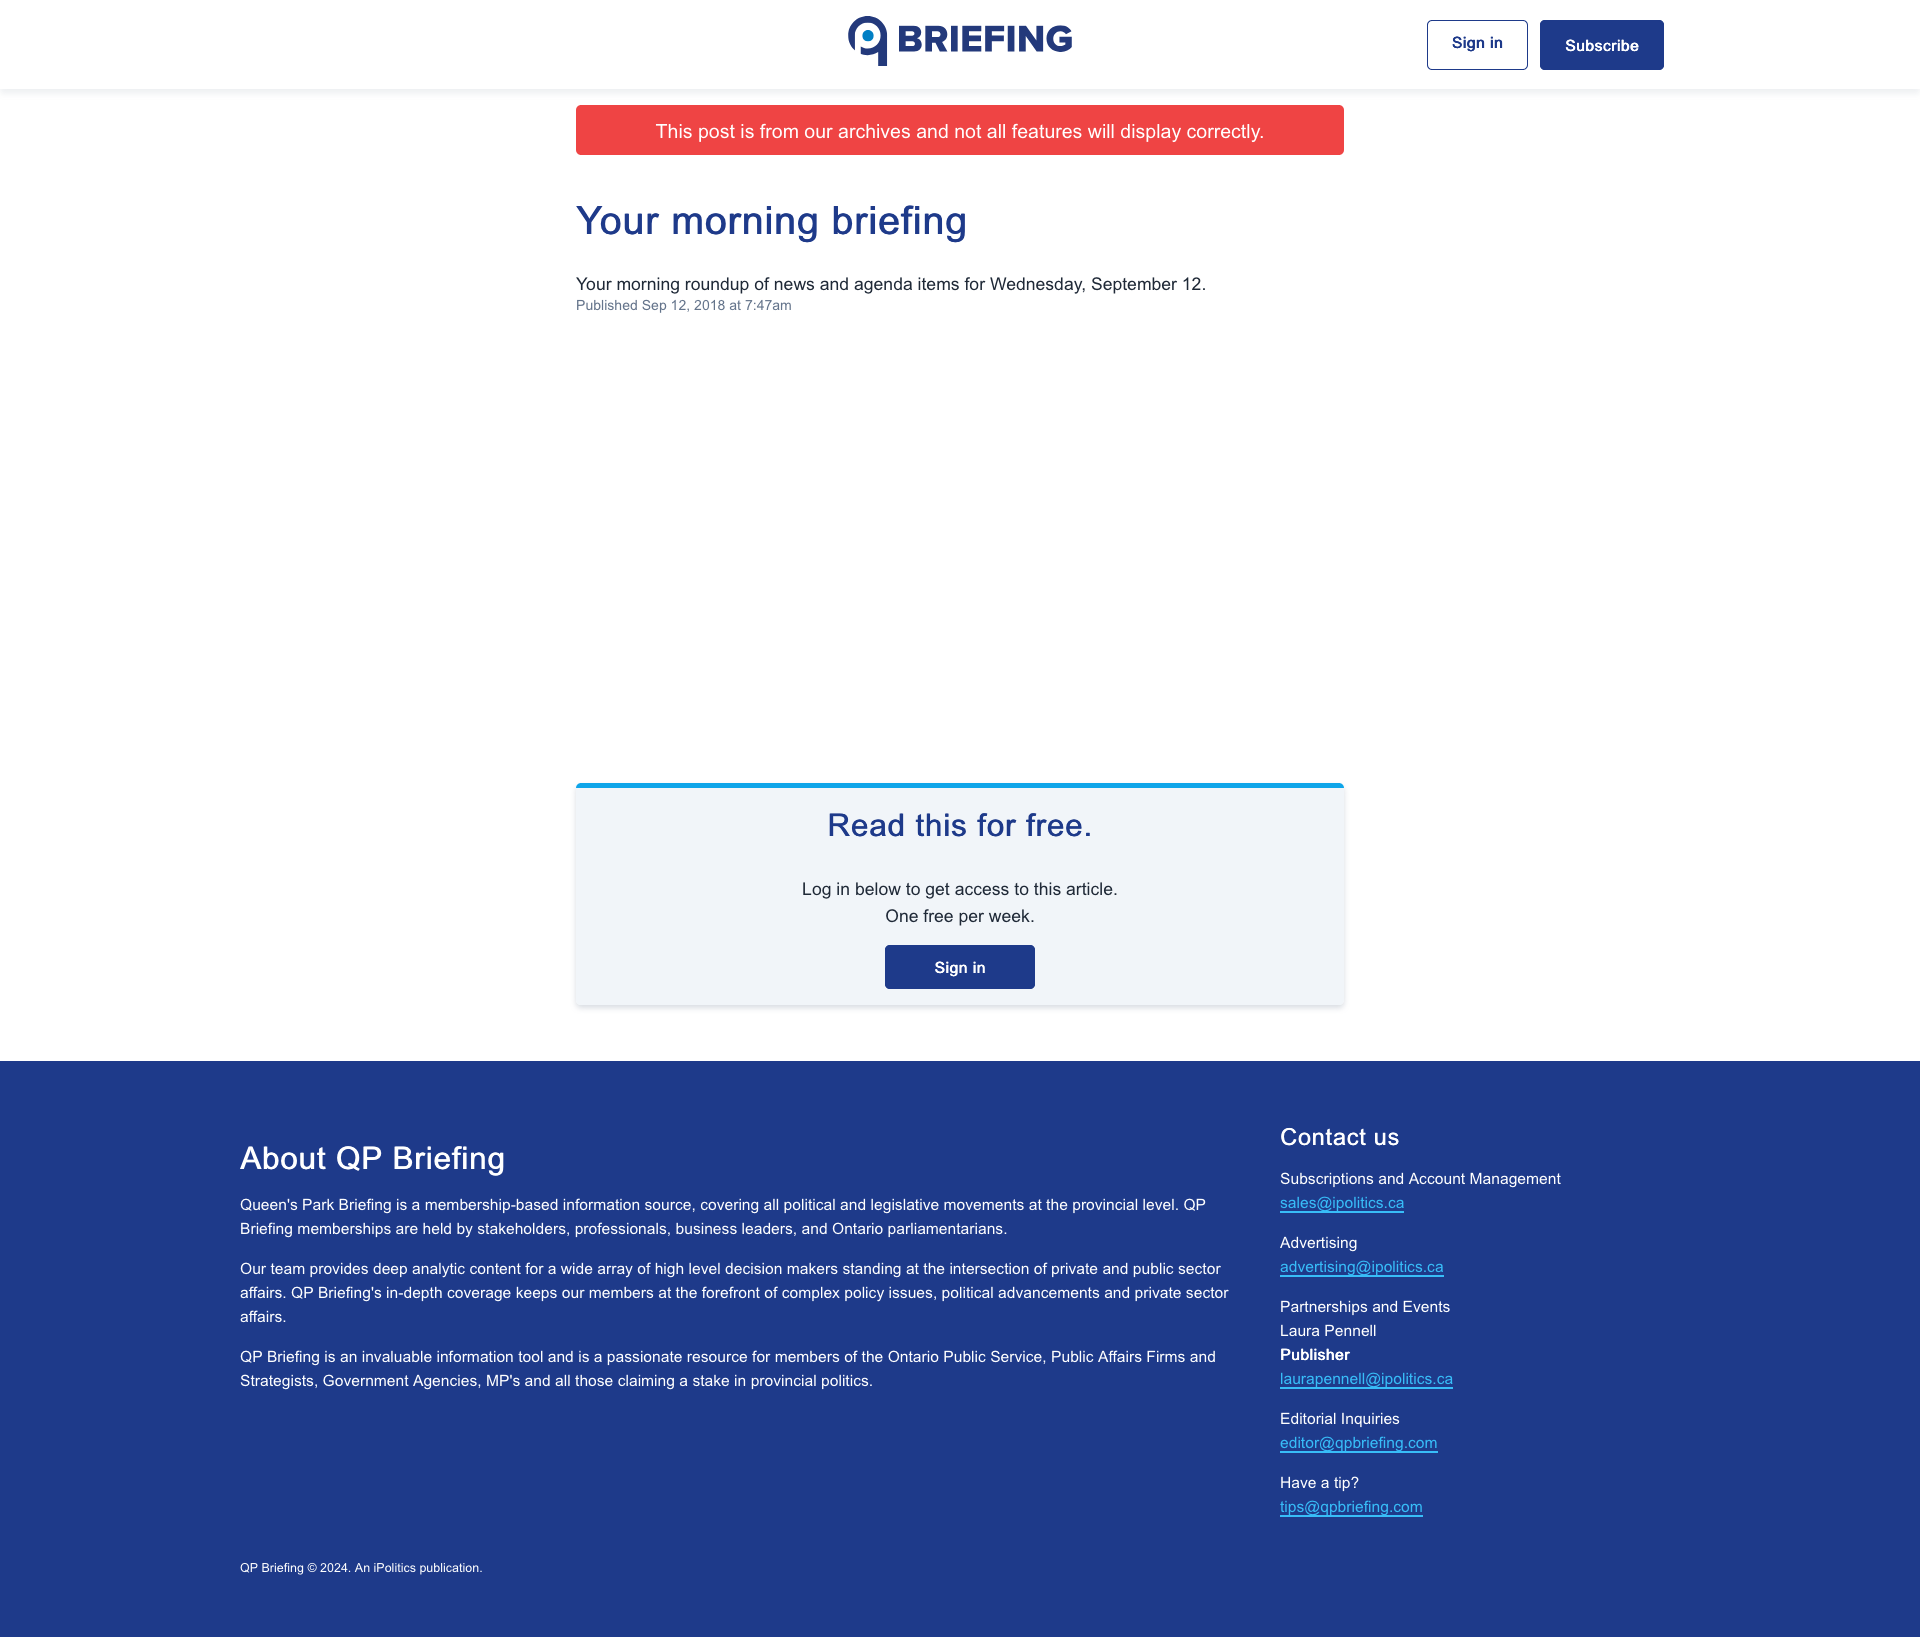 BRIEFING
Sign in
Subscribe
This post is from our archives and not all features will display correctly.
Your morning briefing
Your morning roundup of news and agenda items for Wednesday, September 12.
Published Sep 12, 2018 at 7:47am
Read this for free.
Log in below to get access to this article.
One free per week.
Sign in
About QP Briefing
Queen's Park Briefing is a membership-based information source, covering all political and legislative movements at the provincial level. QP
Briefing memberships are held by stakeholders, professionals, business leaders, and Ontario parliamentarians.
Our team provides deep analytic content for a wide array of high level decision makers standing at the intersection of private and public sector
affairs. QP Briefing's in-depth coverage keeps our members at the forefront of complex policy issues, political advancements and private sector
affairs.
QP Briefing is an invaluable information tool and is a passionate resource for members of the Ontario Public Service, Public Affairs Firms and
Strategists, Government Agencies, MP's and all those claiming a stake in provincial politics.
Contact us
Subscriptions and Account Management
sales@ipolitics.ca
Advertising
advertising@ipolitics.ca
Partnerships and Events
Laura Pennell
Publisher
laurapennell@ipolitics.ca
Editorial Inquiries
editor@qpbriefing.com
Have a tip?
tips@qpbriefing.com
QP Briefing © 2024. An iPolitics publication.